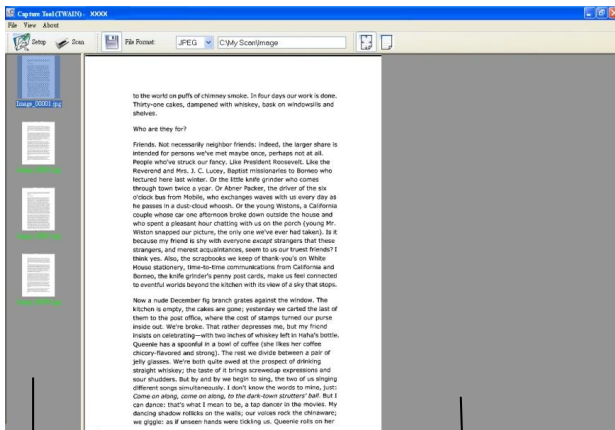 Capture Tool (TWAIN) - XXXX
File View About
Setup Scan File Format: JPEG C:\My Scan\Image
Image_00001.jpg
to the world on puffs of chimney smoke. In four days our work is done.
Thirty-one cakes, dampened with whiskey, bask on windowsills and
shelves.
Who are they for?
Friends. Not necessarily neighbor friends: indeed, the larger share is
intended for persons we've met maybe once, perhaps not at all.
People who've struck our fancy. Like President Roosevelt. Like the
Reverend and Mrs. J. C. Lucey, Baptist missionaries to Borneo who
lectured here last winter. Or the little knife grinder who comes
through town twice a year. Or Abner Packer, the driver of the six
o'clock bus from Mobile, who exchanges waves with us every day as
he passes in a dust-cloud whoosh. Or the young Wistons, a California
couple whose car one afternoon broke down outside the house and
who spent a pleasant hour chatting with us on the porch (young Mr.
Wiston snapped our picture, the only one we've ever had taken). Is it
because my friend is shy with everyone except strangers that these
strangers, and merest acquaintances, seem to us our truest friends? I
think yes. Also, the scrapbooks we keep of thank-you's on White
House stationery, time-to-time communications from California and
Borneo, the knife grinder's penny post cards, make us feel connected
to eventful worlds beyond the kitchen with its view of a sky that stops.
Now a nude December fig branch grates against the window. The
kitchen is empty, the cakes are gone; yesterday we carted the last of
them to the post office, where the cost of stamps turned our purse
inside out. We're broke. That rather depresses me, but my friend
insists on celebrating—with two inches of whiskey left in Haha's bottle.
Queenie has a spoonful in a bowl of coffee (she likes her coffee
chicory-flavored and strong). The rest we divide between a pair of
jelly glasses. We're both quite awed at the prospect of drinking
straight whiskey; the taste of it brings screwedup expressions and
sour shudders. But by and by we begin to sing, the two of us singing
different songs simultaneously. I don't know the words to mine, just:
Come on along, come on along, to the dark-town strutters' ball. But I
can dance: that's what I mean to be, a tap dancer in the movies. My
dancing shadow rollicks on the walls; our voices rock the chinaware;
we giggle: as if unseen hands were tickling us. Queenie rolls on her